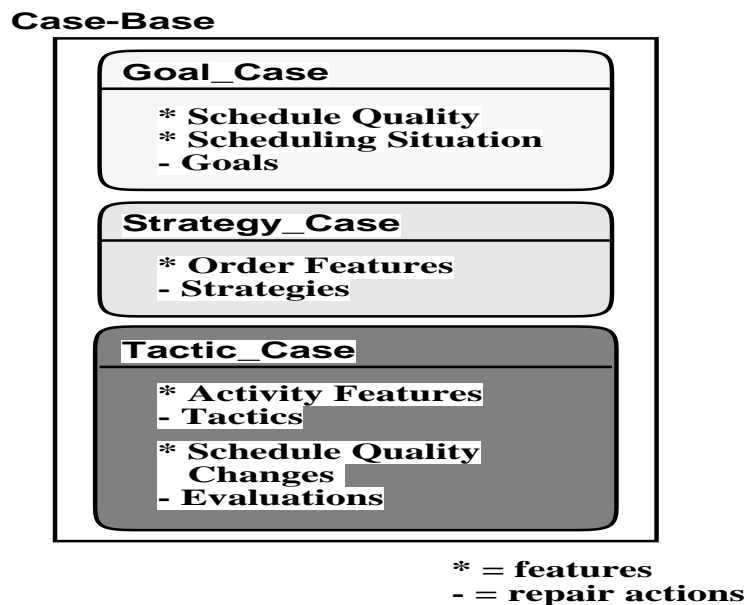 Case-Base
Goal_Case
* Schedule Quality
* Scheduling Situation
- Goals
Strategy_Case
* Order Features
- Strategies
Tactic_Case
* Activity Features
- Tactics
* Schedule Quality
Changes
- Evaluations
* = features
- = repair actions